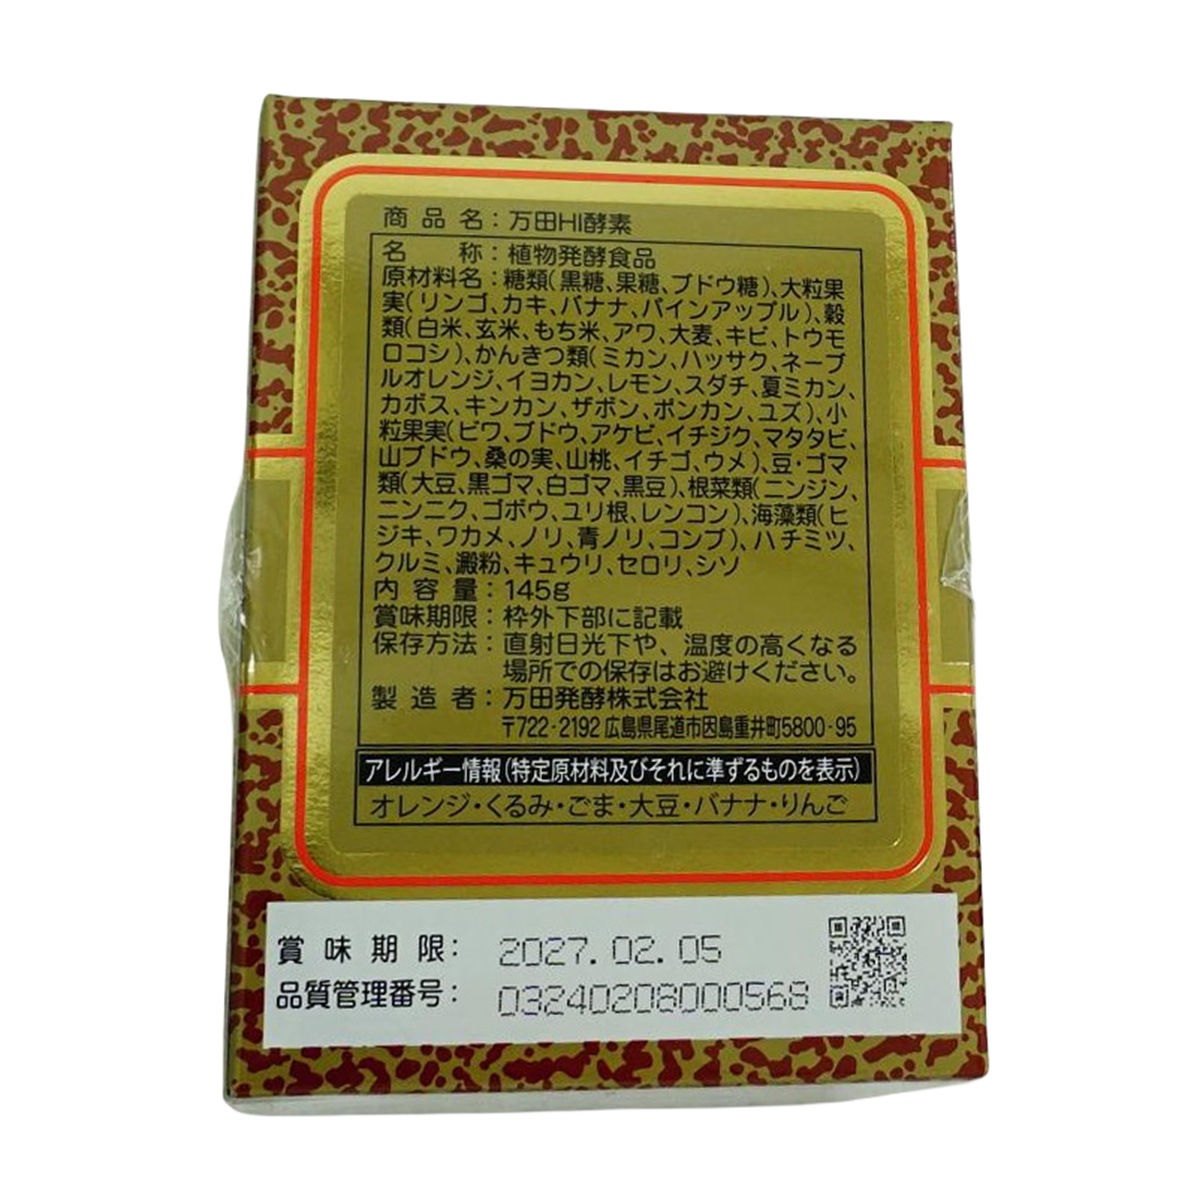 商品名：万田HI酵素
名称：植物発酵食品
原材料名：糖類（黒糖、果糖、ブドウ糖）、大粒果
実（リンゴ、カキ、バナナ、パインアップル）、穀
類（白米、玄米、もち米、アワ、大麦、キビ、トウモ
ロコシ）、かんきつ類（ミカン、ハッサク、ネーブ
ルオレンジ、イヨカン、レモン、スダチ、夏ミカン、
カボス、キンカン、ザボン、ポンカン、ユズ）、小
粒果実（ビワ、ブドウ、アケビ、イチジク、マタタビ、
山ブドウ、桑の実、山桃、イチゴ、ウメ）、豆・ゴマ
類（大豆、黒ゴマ、白ゴマ、黒豆）、根菜類（ニンジン、
ニンニク、ゴボウ、ユリ根、レンコン）、海藻類（ヒ
ジキ、ワカメ、ノリ、青ノリ、コンブ）、ハチミツ、
クルミ、澱粉、キュウリ、セロリ、シソ
内容量：145g
賞味期限：枠外下部に記載
保存方法：直射日光下や、温度の高くなる
場所での保存はお避けください。
製造者：万田発酵株式会社
〒722-2192 広島県尾道市因島重井町5800-95
アレルギー情報（特定原材料及びそれに準ずるものを表示）
オレンジ・くるみ・ごま・大豆・バナナ・りんご
賞味期限：2027.02.05
品質管理番号：03240208000568